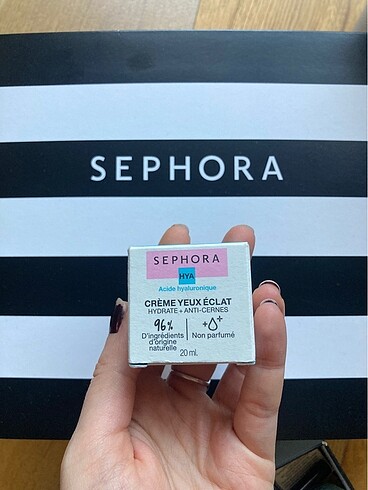 SEPHORA
SEPHORA
HYA
Acide hyaluronique
CRÈME YEUX ÉCLAT
HYDRATE + ANTI-CERNES
96%
D'ingrédients
d'origine
naturelle
Non parfumé
20 ml.